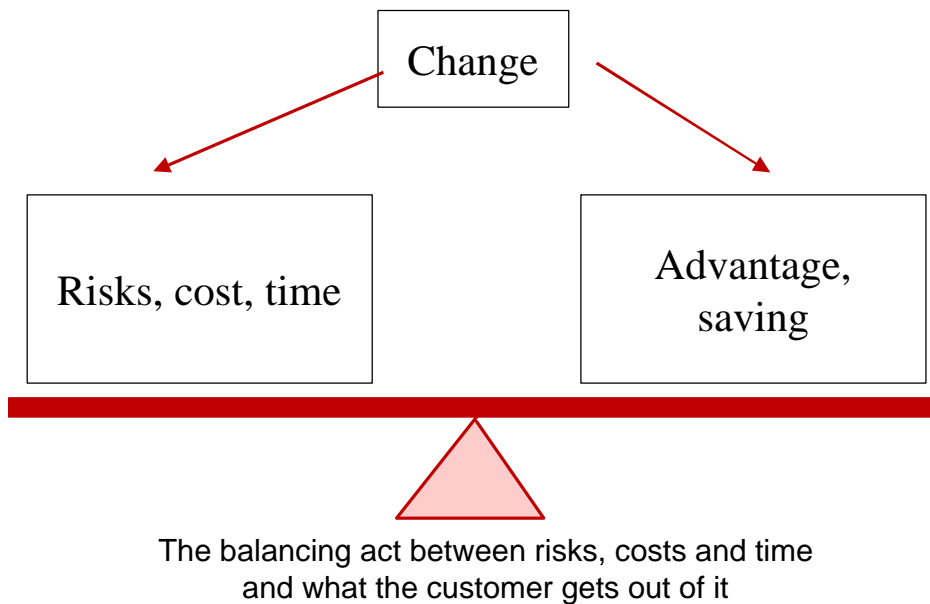 Change
Risks, cost, time
Advantage,
saving
The balancing act between risks, costs and time
and what the customer gets out of it